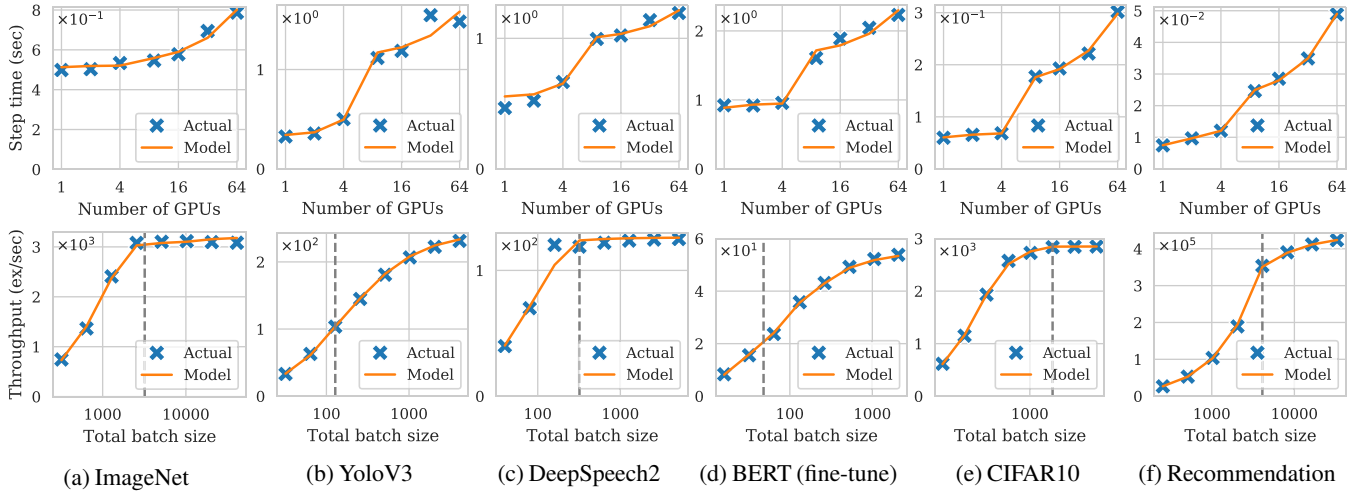 Step time (sec)
×10⁻¹
8
6
4
2
0
Actual
Model
1 4 16 64
Number of GPUs
×10⁰
1
0
Actual
Model
1 4 16 64
Number of GPUs
×10⁰
1
0
Actual
Model
1 4 16 64
Number of GPUs
×10⁰
2
1
0
Actual
Model
1 4 16 64
Number of GPUs
×10⁻¹
3
2
1
0
Actual
Model
1 4 16 64
Number of GPUs
×10⁻²
5
4
3
2
1
0
Actual
Model
1 4 16 64
Number of GPUs
Throughput (ex/sec)
×10³
3
2
1
0
Actual
Model
1000 10000
Total batch size
×10²
2
1
0
Actual
Model
100 1000
Total batch size
×10²
1
0
Actual
Model
100 1000
Total batch size
×10¹
6
4
2
0
Actual
Model
100 1000
Total batch size
×10³
3
2
1
0
Actual
Model
1000
Total batch size
×10⁵
4
3
2
1
0
Actual
Model
1000 10000
Total batch size
(a) ImageNet
(b) YoloV3
(c) DeepSpeech2
(d) BERT (fine-tune)
(e) CIFAR10
(f) Recommendation